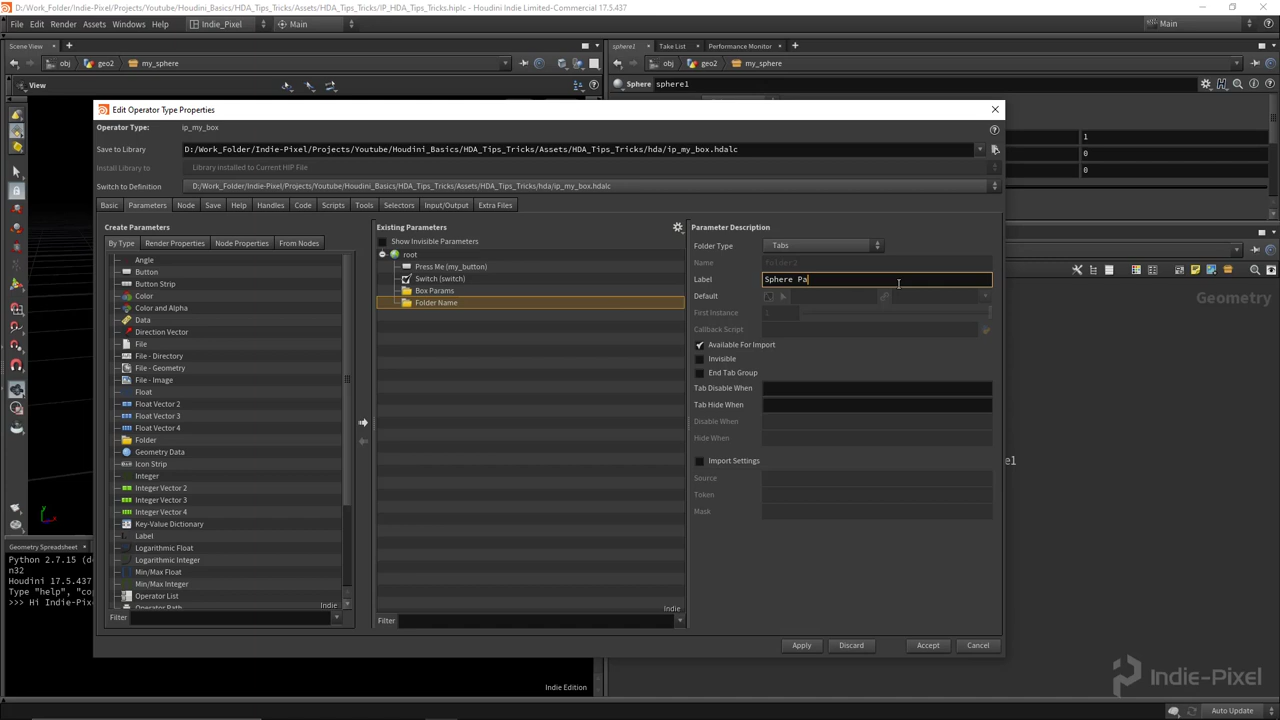 D:/Work_Folder/Indie-Pixel/Projects/Youtube/Houdini_Basics/HDA_Tips_Tricks/Assets/HDA_Tips_Tricks/IP_HDA_Tips_Tricks.hiplc - Houdini Indie Limited-Commercial 17.5.437
File Edit Render Assets Windows Help Indie_Pixel Main Main
Scene View sphere1 Take List Performance Monitor
obj geo2 my_sphere obj geo2 my_sphere
View Sphere sphere1
Edit Operator Type Properties
Operator Type: ip_my_box
Save to Library D:/Work_Folder/Indie-Pixel/Projects/Youtube/Houdini_Basics/HDA_Tips_Tricks/Assets/HDA_Tips_Tricks/hda/ip_my_box.hdalc
Install Library to Library installed to Current HIP File
Switch to Definition D:/Work_Folder/Indie-Pixel/Projects/Youtube/Houdini_Basics/HDA_Tips_Tricks/Assets/HDA_Tips_Tricks/hda/ip_my_box.hdalc
Basic Parameters Node Save Help Handles Code Scripts Tools Selectors Input/Output Extra Files
Create Parameters
By Type Render Properties Node Properties From Nodes
Angle
Button
Button Strip
Color
Color and Alpha
Data
Direction Vector
File
File - Directory
File - Geometry
File - Image
Float
Float Vector 2
Float Vector 3
Float Vector 4
Folder
Geometry Data
Icon Strip
Integer
Integer Vector 2
Integer Vector 3
Integer Vector 4
Key-Value Dictionary
Label
Logarithmic Float
Logarithmic Integer
Min/Max Float
Min/Max Integer
Operator List
Operator Path
Indie
Filter
Existing Parameters
Show Invisible Parameters
root
Press Me (my_button)
Switch (switch)
Box Params
Folder Name
Indie
Filter
Parameter Description
Folder Type Tabs
Name folder2
Label Sphere Pa
Default
First Instance 1
Callback Script
Available For Import
Invisible
End Tab Group
Tab Disable When
Tab Hide When
Disable When
Hide When
Import Settings
Source
Token
Mask
Apply Discard Accept Cancel
1
0
0
Geometry
e1
Geometry Spreadsheet
Python 2.7.15 (de
n32
Houdini 17.5.437
Type "help", "cop
>>> Hi Indie-Pixe
Indie Edition
Indie-Pixel
Auto Update